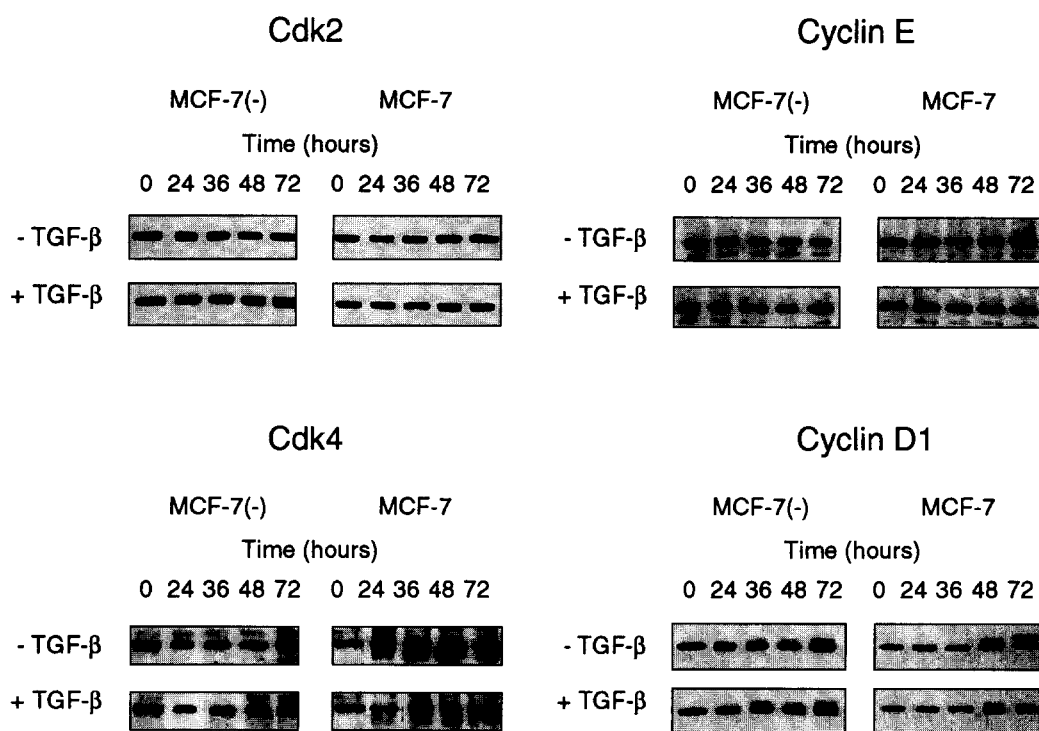 Cdk2
MCF-7(-) MCF-7
Time (hours)
0 24 36 48 72 0 24 36 48 72
- TGF-β
+ TGF-β
Cyclin E
MCF-7(-) MCF-7
Time (hours)
0 24 36 48 72 0 24 36 48 72
- TGF-β
+ TGF-β
Cdk4
MCF-7(-) MCF-7
Time (hours)
0 24 36 48 72 0 24 36 48 72
- TGF-β
+ TGF-β
Cyclin D1
MCF-7(-) MCF-7
Time (hours)
0 24 36 48 72 0 24 36 48 72
- TGF-β
+ TGF-β